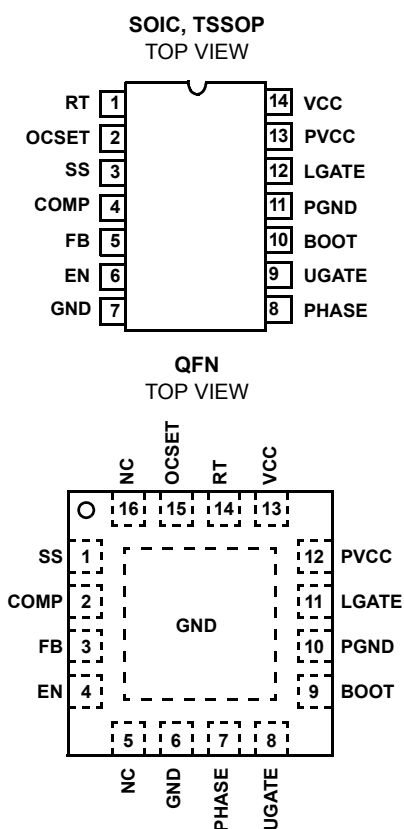 SOIC, TSSOP
TOP VIEW
RT 1 14 VCC
OCSET 2 13 PVCC
SS 3 12 LGATE
COMP 4 11 PGND
FB 5 10 BOOT
EN 6 9 UGATE
GND 7 8 PHASE
QFN
TOP VIEW
NC OCSET RT VCC
16 15 14 13
SS 1 12 PVCC
COMP 2 11 LGATE
GND
FB 3 10 PGND
EN 4 9 BOOT
5 6 7 8
NC GND PHASE UGATE